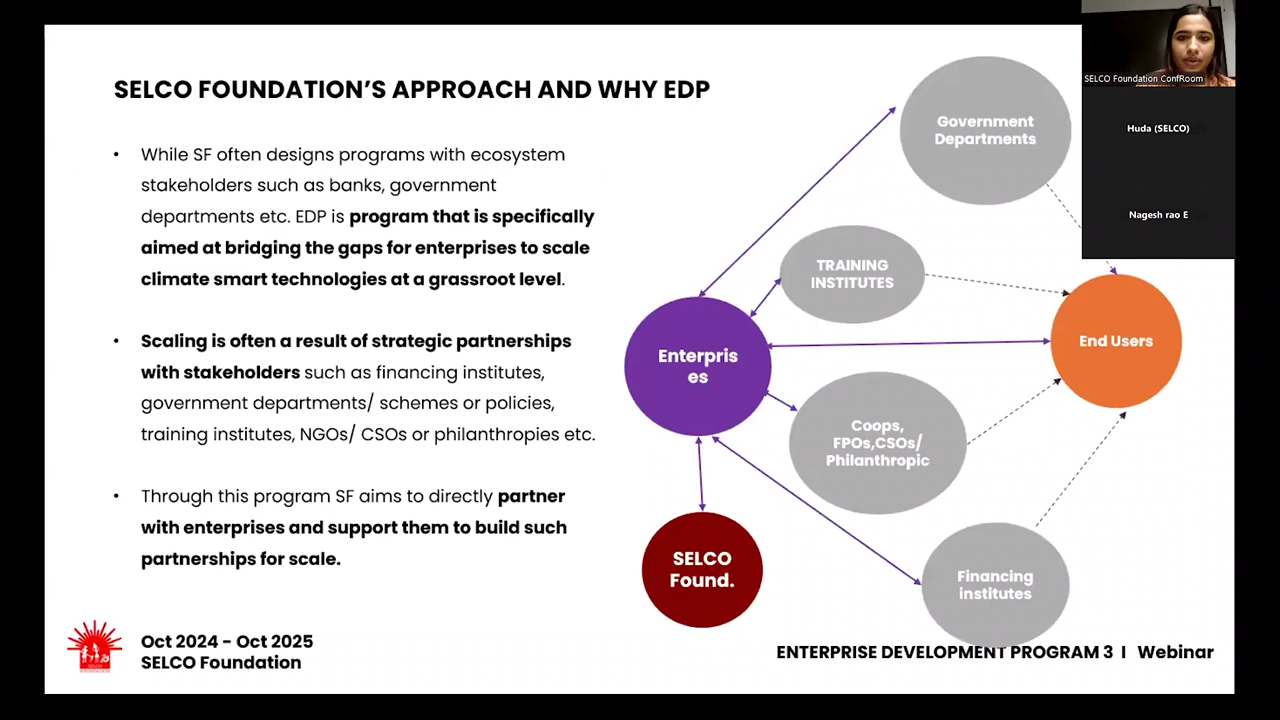 SELCO FOUNDATION'S APPROACH AND WHY EDP
• While SF often designs programs with ecosystem
stakeholders such as banks, government
departments etc. EDP is program that is specifically
aimed at bridging the gaps for enterprises to scale
climate smart technologies at a grassroot level.
• Scaling is often a result of strategic partnerships
with stakeholders such as financing institutes,
government departments/ schemes or policies,
training institutes, NGOs/ CSOs or philanthropies etc.
• Through this program SF aims to directly partner
with enterprises and support them to build such
partnerships for scale.
Government
Departments
TRAINING
INSTITUTES
Enterpris
es
End Users
Coops,
FPOs,CSOs/
Philanthropic
SELCO
Found.
Financing
institutes
Oct 2024 - Oct 2025
SELCO Foundation
ENTERPRISE DEVELOPMENT PROGRAM 3 I Webinar
SELCO Foundation ConfRoom
Huda (SELCO)
Nagesh rao E